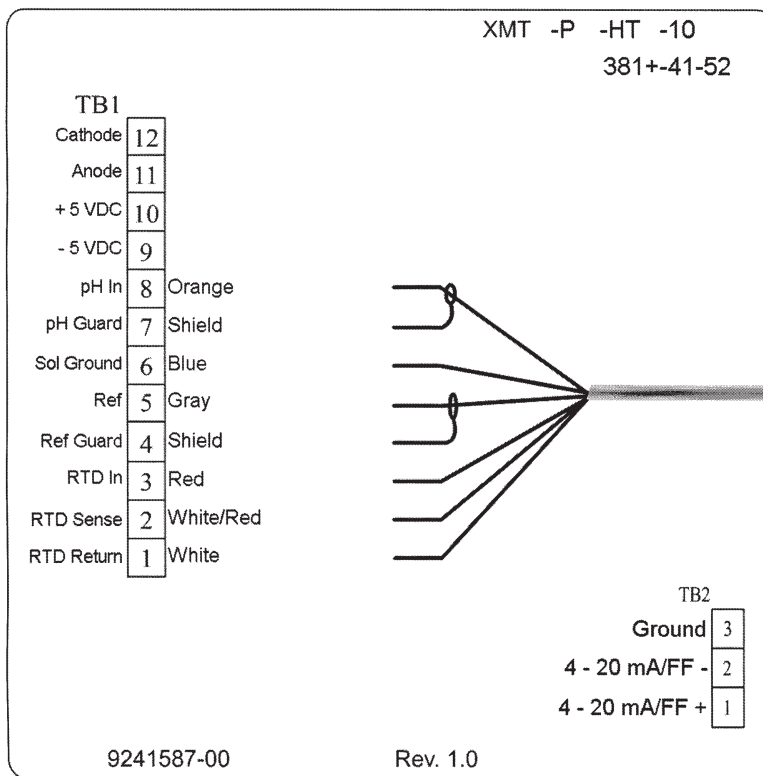 XMT -P -HT -10
381+-41-52
TB1
Cathode 12
Anode 11
+ 5 VDC 10
- 5 VDC 9
pH In 8 Orange
pH Guard 7 Shield
Sol Ground 6 Blue
Ref 5 Gray
Ref Guard 4 Shield
RTD In 3 Red
RTD Sense 2 White/Red
RTD Return 1 White
TB2
Ground 3
4 - 20 mA/FF - 2
4 - 20 mA/FF + 1
9241587-00 Rev. 1.0